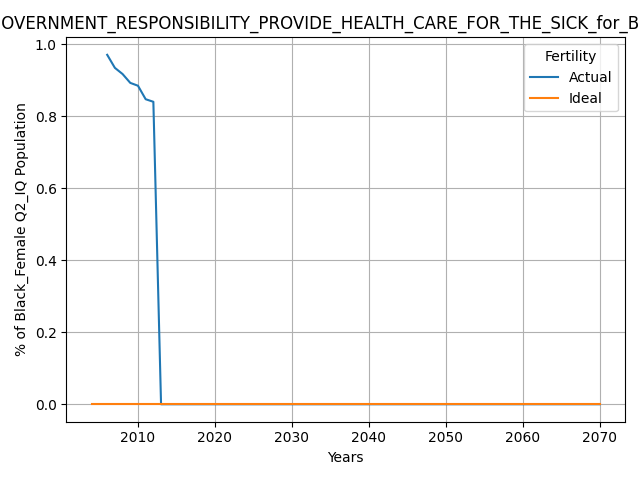 OVERNMENT_RESPONSIBILITY_PROVIDE_HEALTH_CARE_FOR_THE_SICK_for_B
Fertility
Actual
Ideal
1.0
0.8
0.6
0.4
0.2
0.0
% of Black_Female Q2_IQ Population
2010 2020 2030 2040 2050 2060 2070
Years